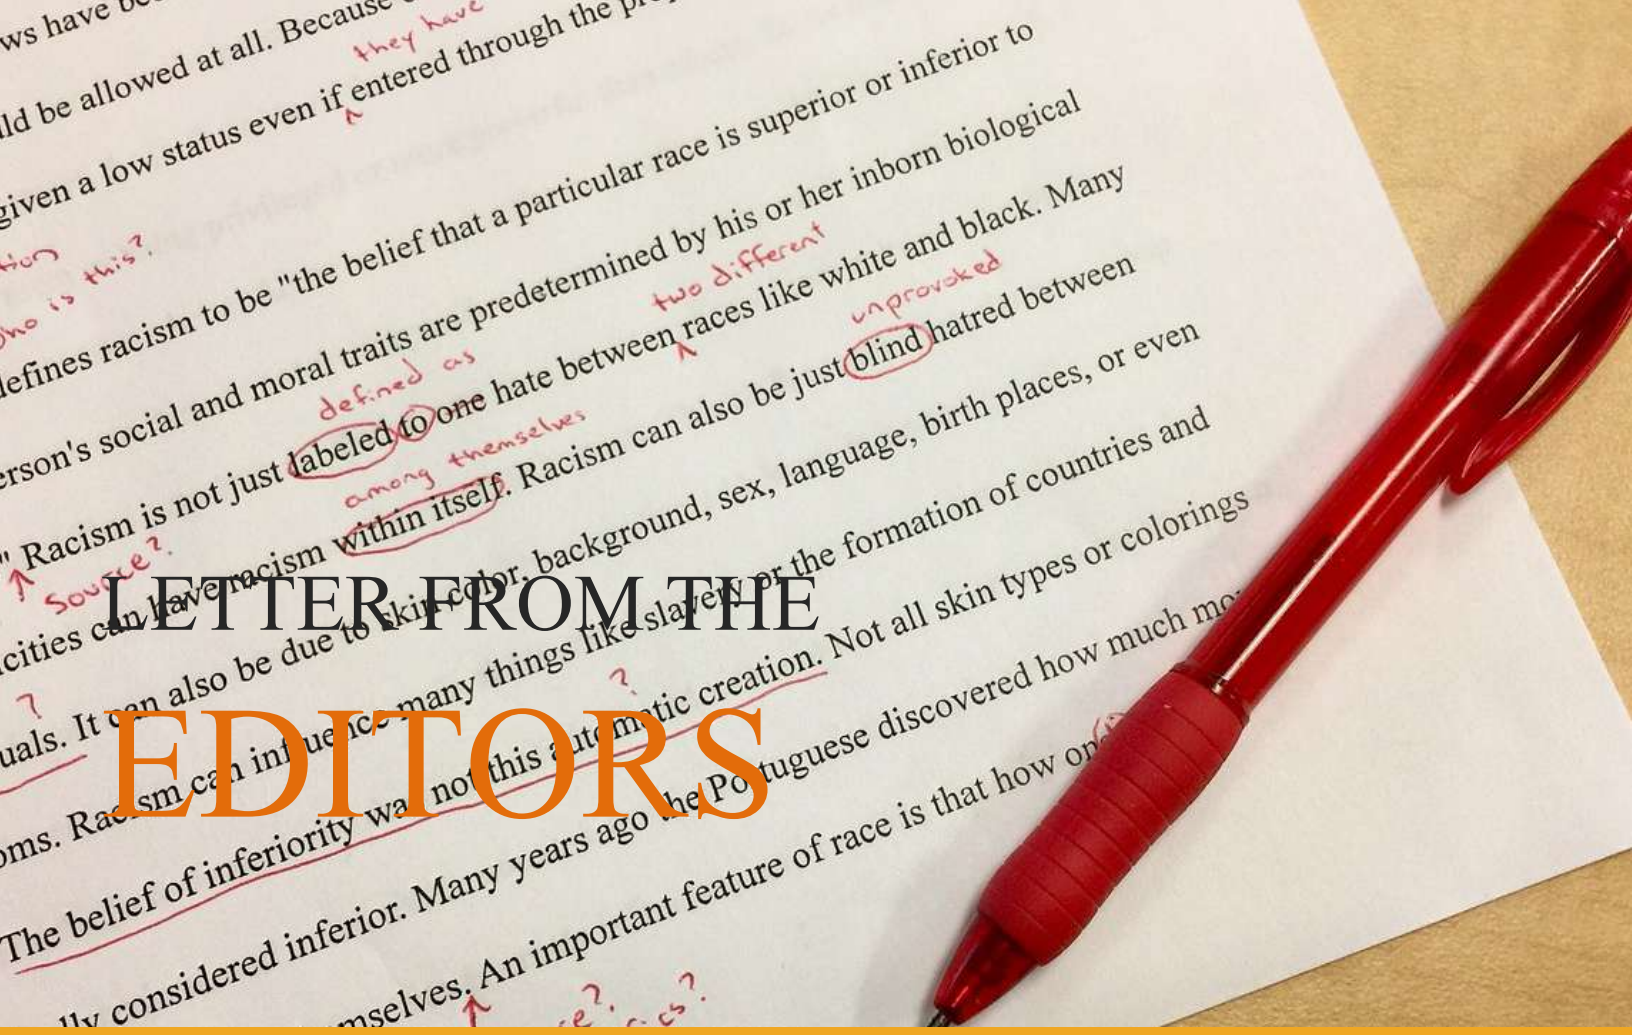 ws have
they have
ld be allowed at all. Because
given a low status even if entered through the
tion
who is this?
defines racism to be "the belief that a particular race is superior or inferior to
erson's social and moral traits are predetermined by his or her inborn biological
defined as
two different
" Racism is not just labeled to one hate between races like white and black. Many
source?
among themselves
unprovoked
cities can have racism within itself. Racism can also be just blind hatred between
?
uals. It can also be due to skin color, background, sex, language, birth places, or even
oms. Racism can influence many things like slavery or the formation of countries and
?
The belief of inferiority was not this automatic creation. Not all skin types or colorings
lly considered inferior. Many years ago the Portuguese discovered how much
mselves. An important feature of race is that how
?
?
LETTER FROM THE
EDITORS